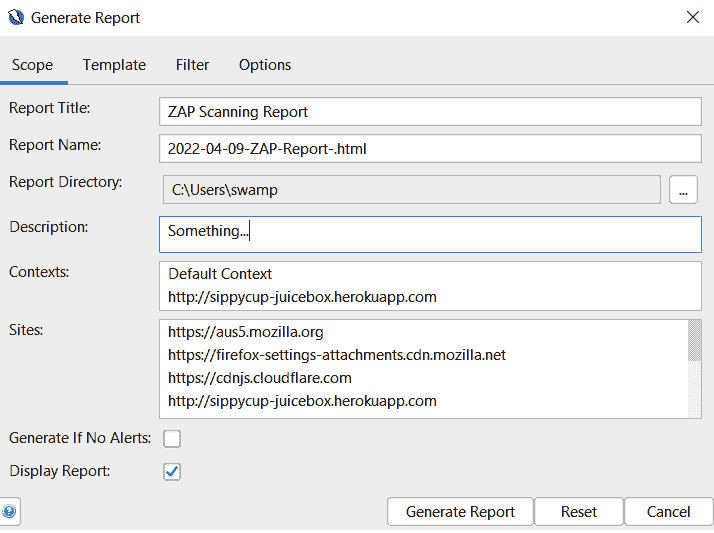 Generate Report
Scope Template Filter Options
Report Title: ZAP Scanning Report
Report Name: 2022-04-09-ZAP-Report-.html
Report Directory: C:\Users\swamp ...
Description: Something...
Contexts: Default Context
http://sippycup-juicebox.herokuapp.com
Sites: https://aus5.mozilla.org
https://firefox-settings-attachments.cdn.mozilla.net
https://cdnjs.cloudflare.com
http://sippycup-juicebox.herokuapp.com
Generate If No Alerts:
Display Report:
Generate Report Reset Cancel